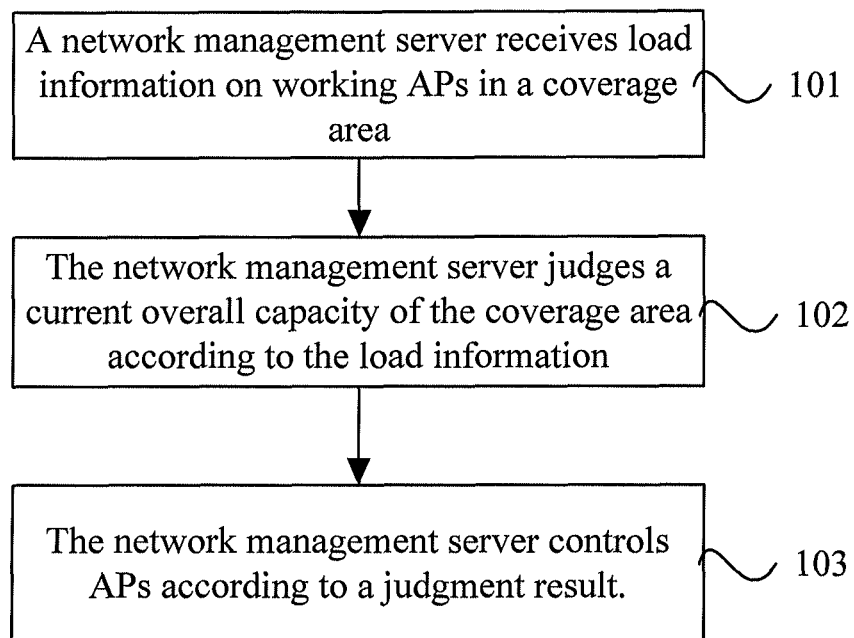 A network management server receives load
information on working APs in a coverage
area
101
The network management server judges a
current overall capacity of the coverage area
according to the load information
102
The network management server controls
APs according to a judgment result.
103